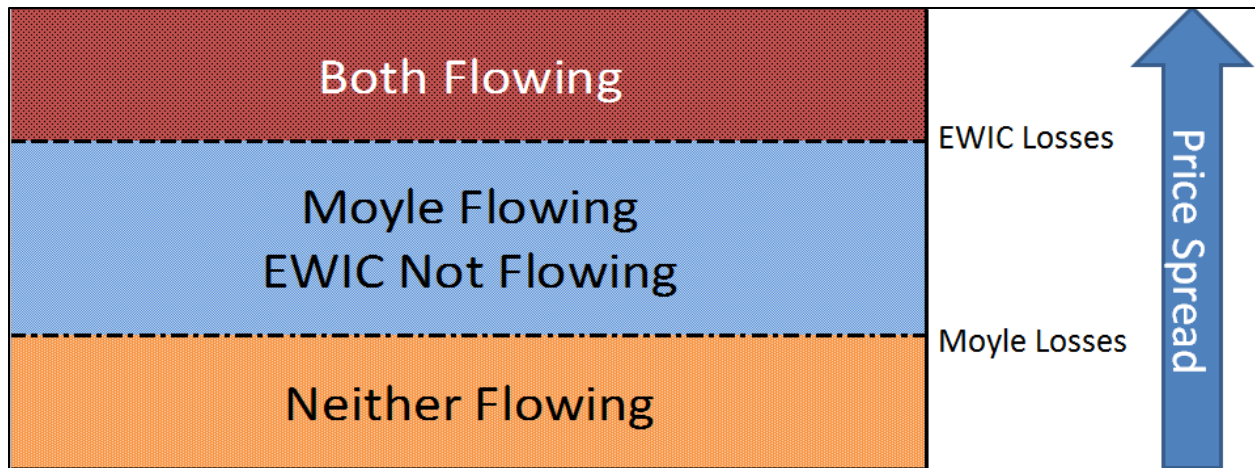 Both Flowing
EWIC Losses
Moyle Flowing
EWIC Not Flowing
Moyle Losses
Neither Flowing
Price Spread